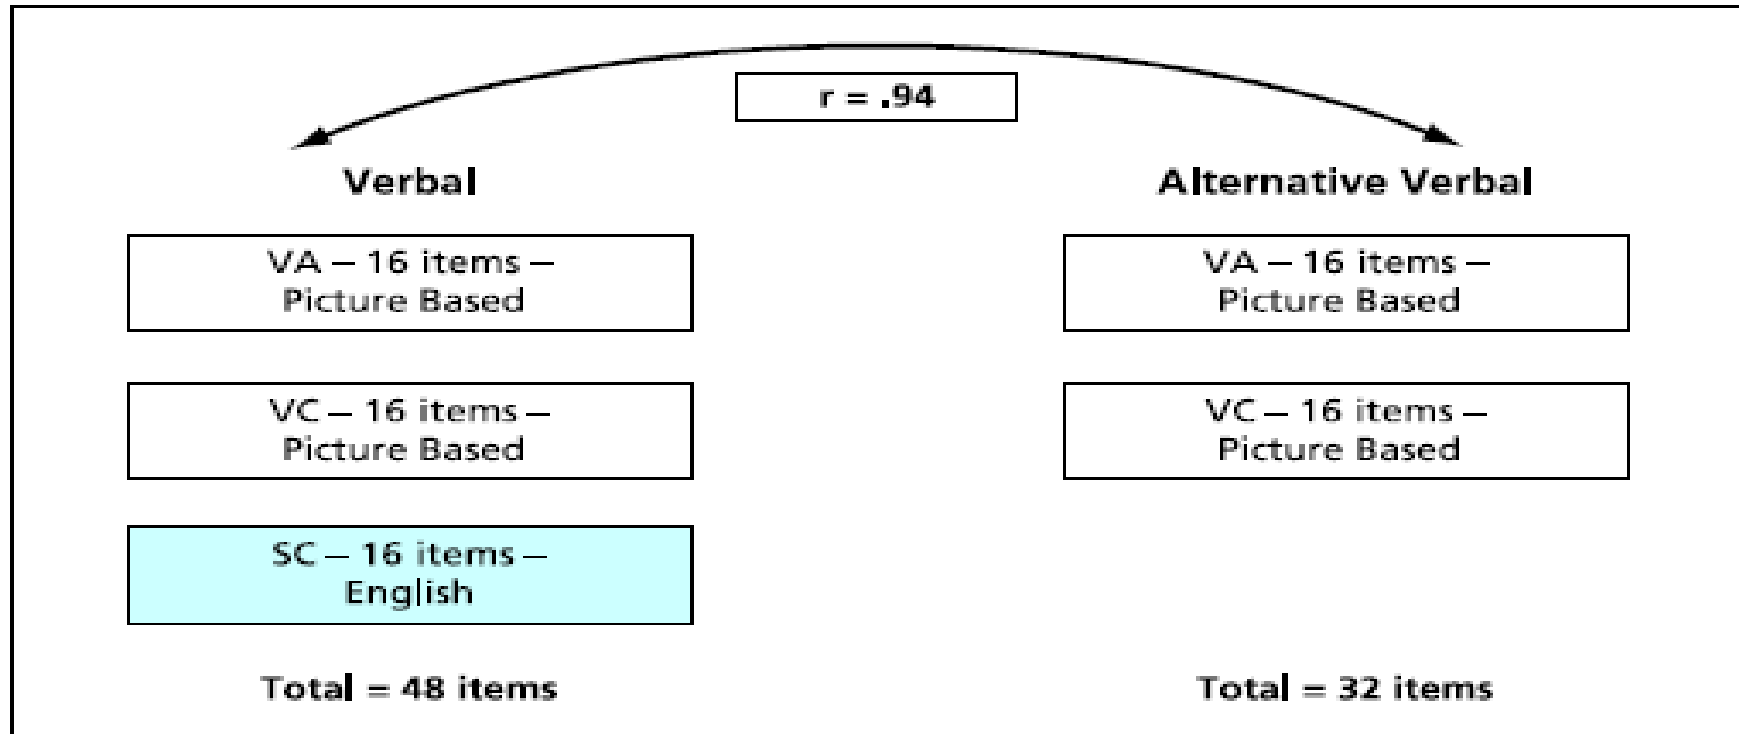 r = .94
Verbal
VA – 16 items –
Picture Based
VC – 16 items –
Picture Based
SC – 16 items –
English
Total = 48 items
Alternative Verbal
VA – 16 items –
Picture Based
VC – 16 items –
Picture Based
Total = 32 items